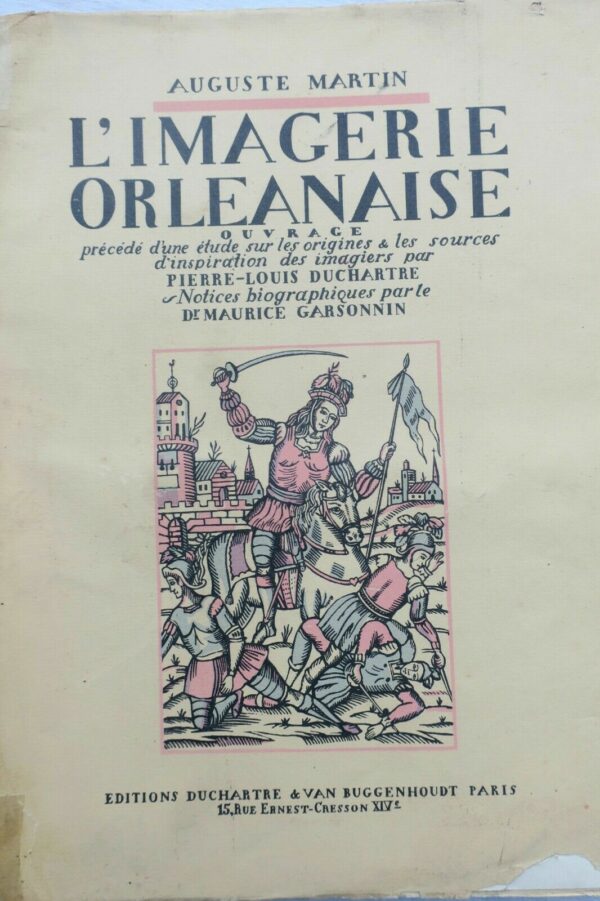 AUGUSTE MARTIN
L'IMAGERIE
ORLEANAISE
OUVRAGE
précédé d'une étude sur les origines & les sources
d'inspiration des imagiers par
PIERRE-LOUIS DUCHARTRE
Notices biographiques par le
Dr MAURICE GARSONNIN
EDITIONS DUCHARTRE & VAN BUGGENHOUDT PARIS
15, RUE ERNEST-CRESSON XIVe